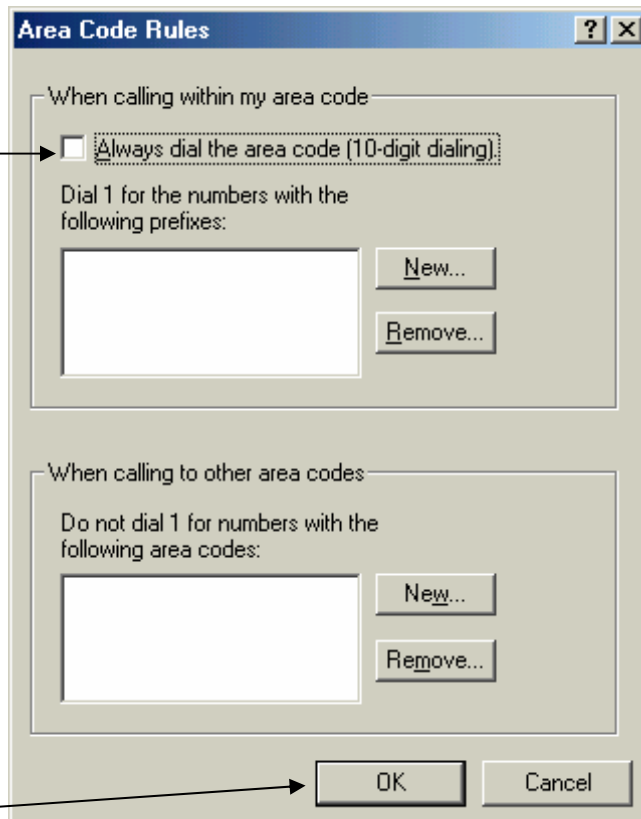 Area Code Rules
When calling within my area code
Always dial the area code (10-digit dialing).
Dial 1 for the numbers with the
following prefixes:
New...
Remove...
When calling to other area codes
Do not dial 1 for numbers with the
following area codes:
New...
Remove...
OK
Cancel